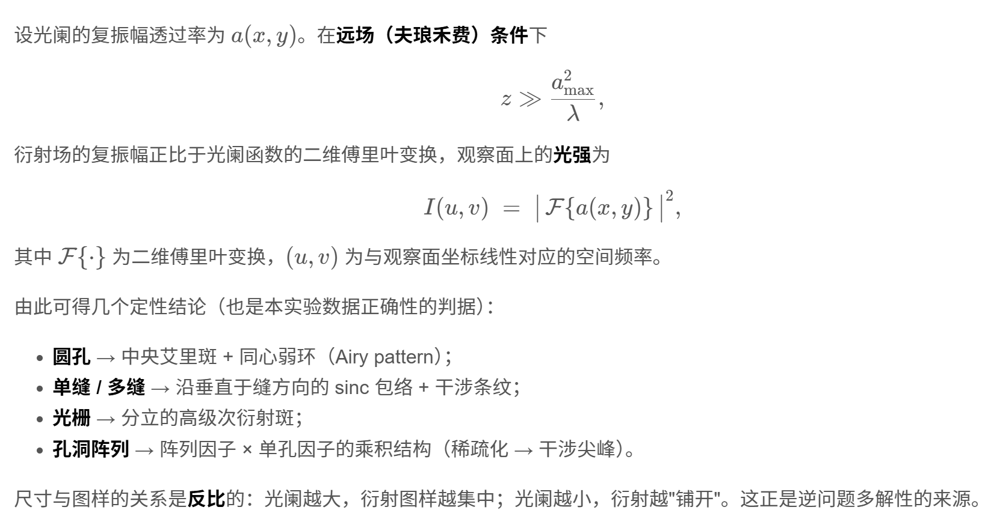 设光阑的复振幅透过率为 a(x, y)。在远场（夫琅禾费）条件下
z ≫ a²max / λ,
衍射场的复振幅正比于光阑函数的二维傅里叶变换，观察面上的光强为
I(u, v) = | F{a(x, y)} |²,
其中 F{·} 为二维傅里叶变换，(u, v) 为与观察面坐标线性对应的空间频率。
由此可得几个定性结论（也是本实验数据正确性的判据）：
• 圆孔 → 中央艾里斑 + 同心弱环（Airy pattern）；
• 单缝 / 多缝 → 沿垂直于缝方向的 sinc 包络 + 干涉条纹；
• 光栅 → 分立的高级次衍射斑；
• 孔洞阵列 → 阵列因子 × 单孔因子的乘积结构（稀疏化 → 干涉尖峰）。
尺寸与图样的关系是反比的：光阑越大，衍射图样越集中；光阑越小，衍射越"铺开"。这正是逆问题多解性的来源。